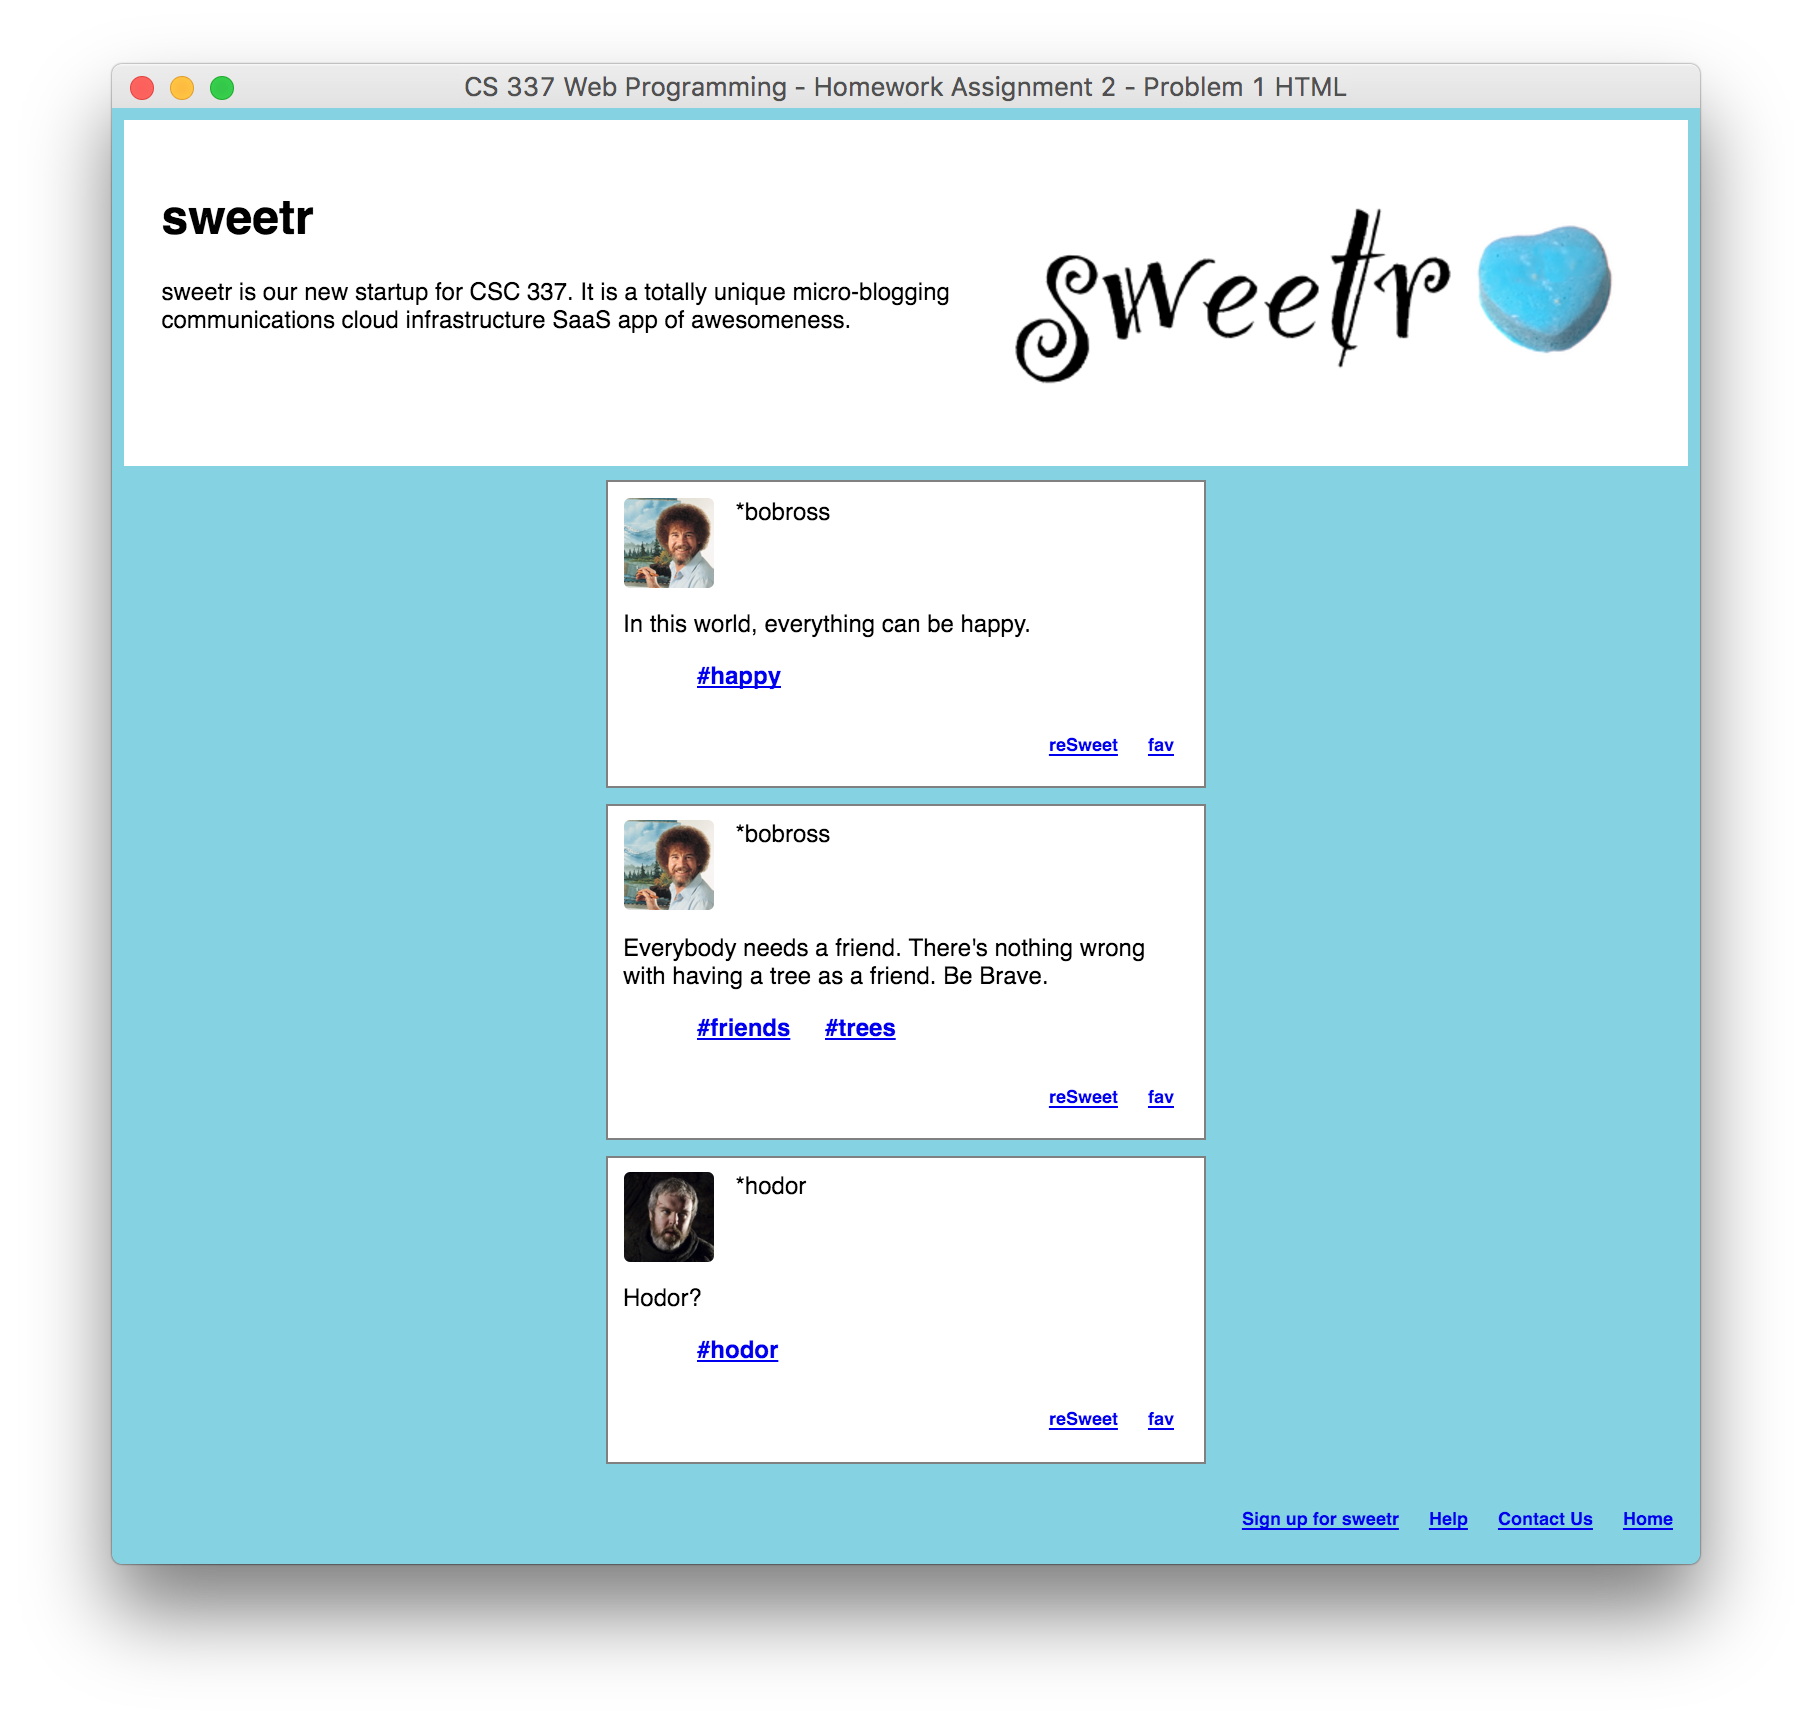 CS 337 Web Programming - Homework Assignment 2 - Problem 1 HTML
sweetr
sweetr is our new startup for CSC 337. It is a totally unique micro-blogging
communications cloud infrastructure SaaS app of awesomeness.
sweetr
*bobross
In this world, everything can be happy.
#happy
reSweet fav
*bobross
Everybody needs a friend. There's nothing wrong
with having a tree as a friend. Be Brave.
#friends #trees
reSweet fav
*hodor
Hodor?
#hodor
reSweet fav
Sign up for sweetr Help Contact Us Home